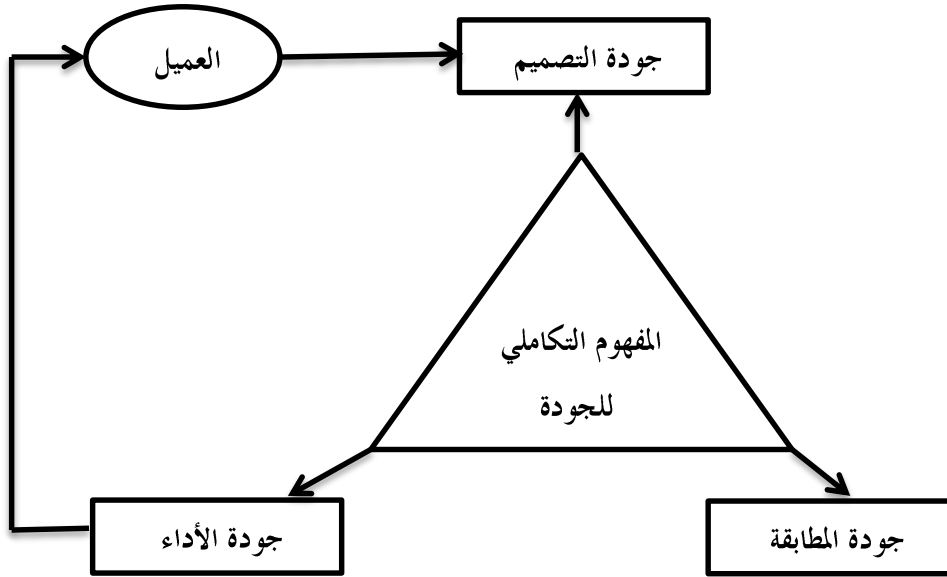 العميل
جودة التصميم
المفهوم التكاملي
للجودة
جودة الأداء
جودة المطابقة